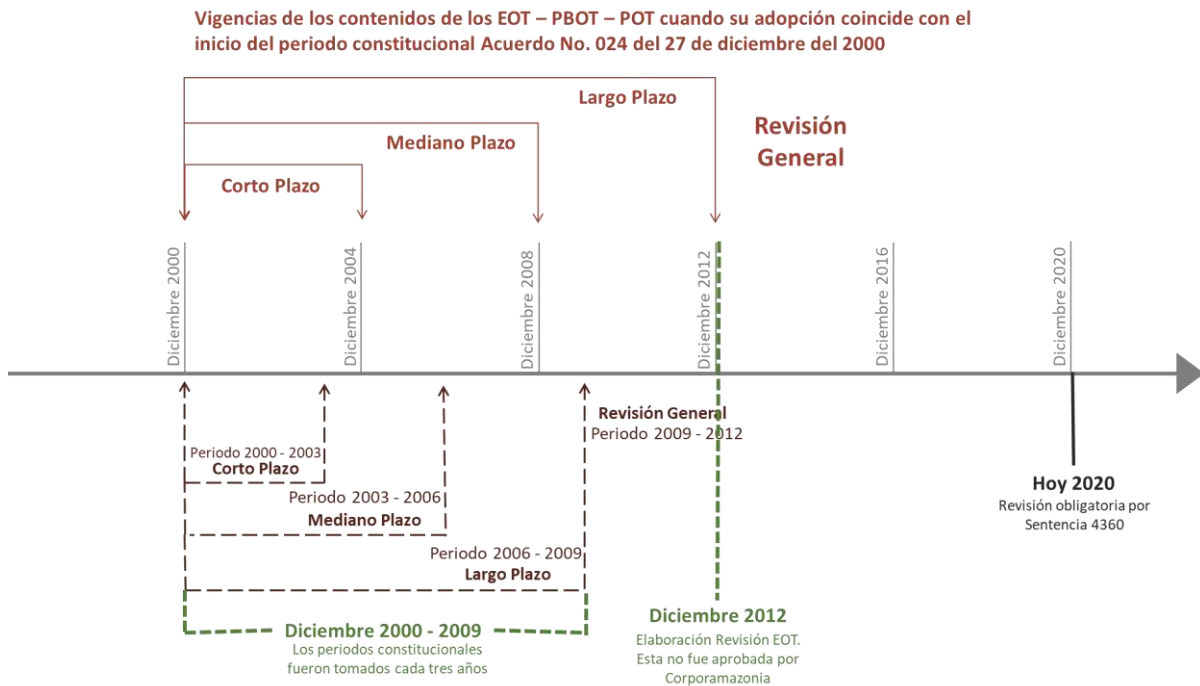 Vigencias de los contenidos de los EOT – PBOT – POT cuando su adopción coincide con el
inicio del periodo constitucional Acuerdo No. 024 del 27 de diciembre del 2000
Largo Plazo
Revisión
General
Mediano Plazo
Corto Plazo
Diciembre 2000
Diciembre 2004
Diciembre 2008
Diciembre 2012
Diciembre 2016
Diciembre 2020
Revisión General
Periodo 2009 - 2012
Periodo 2000 - 2003
Corto Plazo
Periodo 2003 - 2006
Mediano Plazo
Periodo 2006 - 2009
Largo Plazo
Hoy 2020
Revisión obligatoria por
Sentencia 4360
Diciembre 2000 - 2009
Los periodos constitucionales
fueron tomados cada tres años
Diciembre 2012
Elaboración Revisión EOT.
Esta no fue aprobada por
Corporamazonia